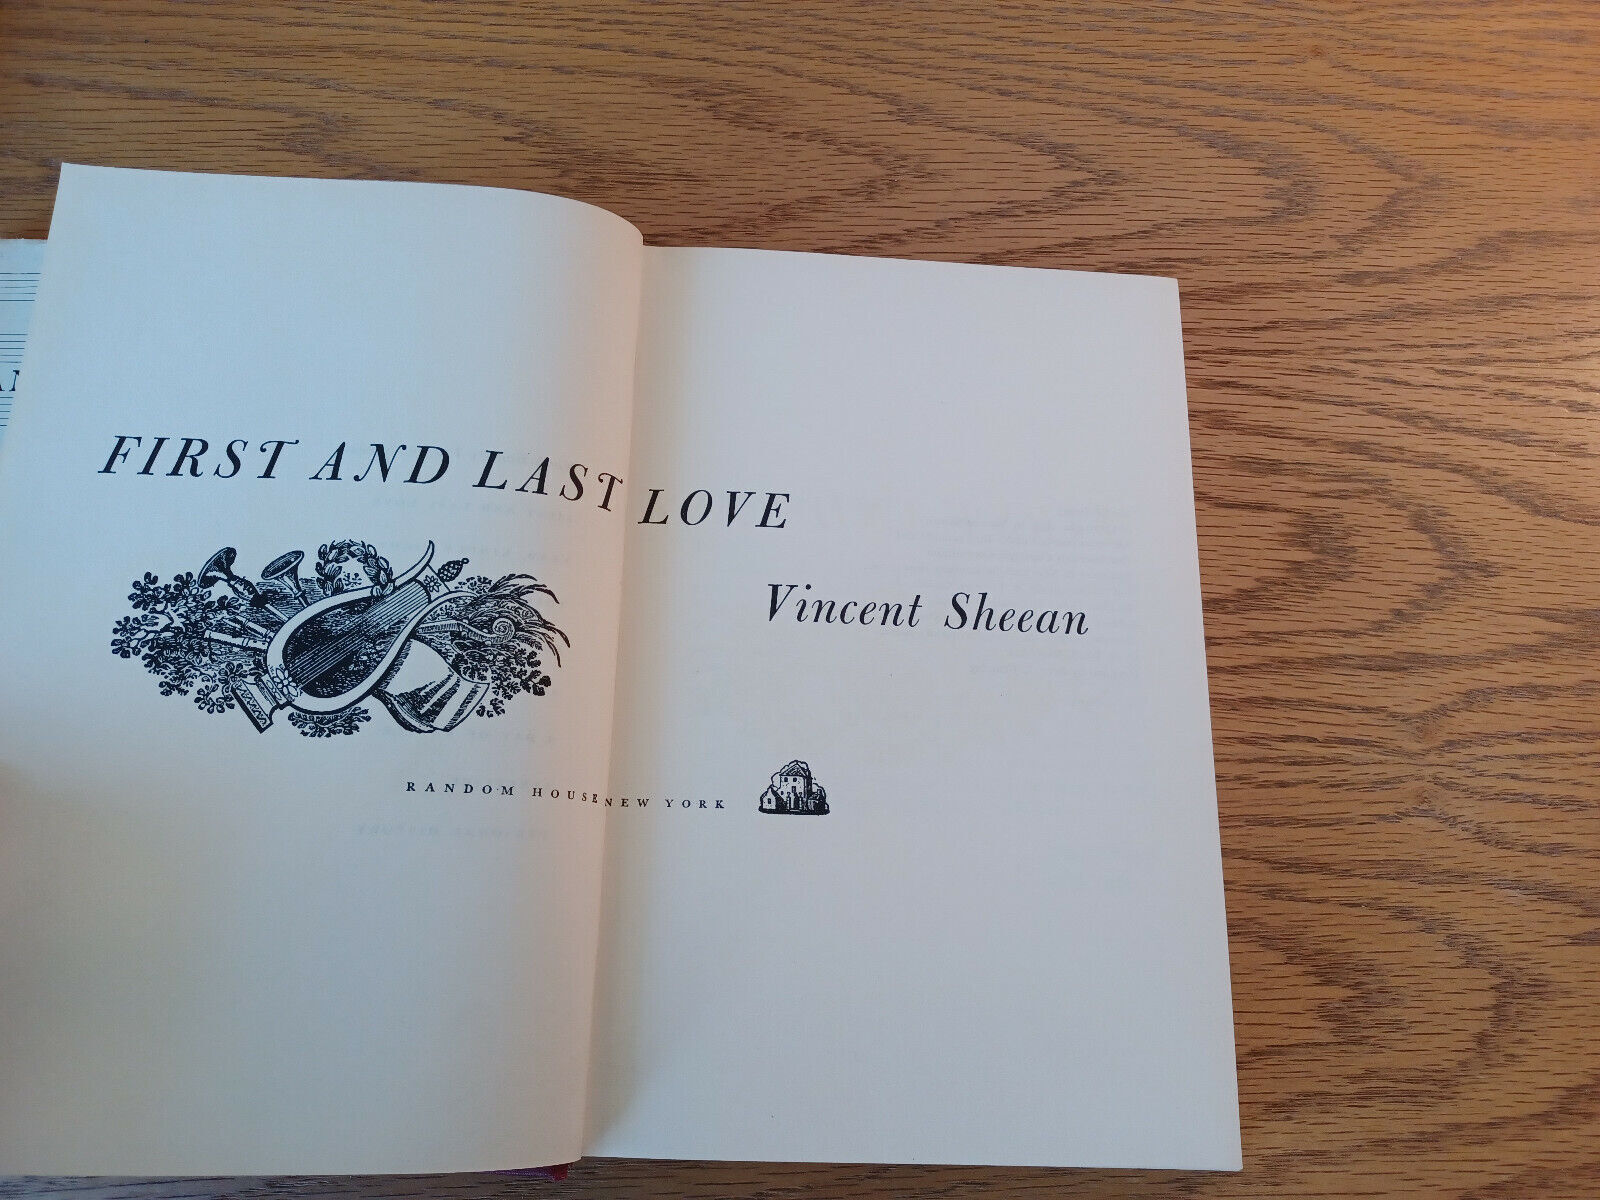 FIRST AND LAST LOVE
Vincent Sheean
RANDOM HOUSE NEW YORK